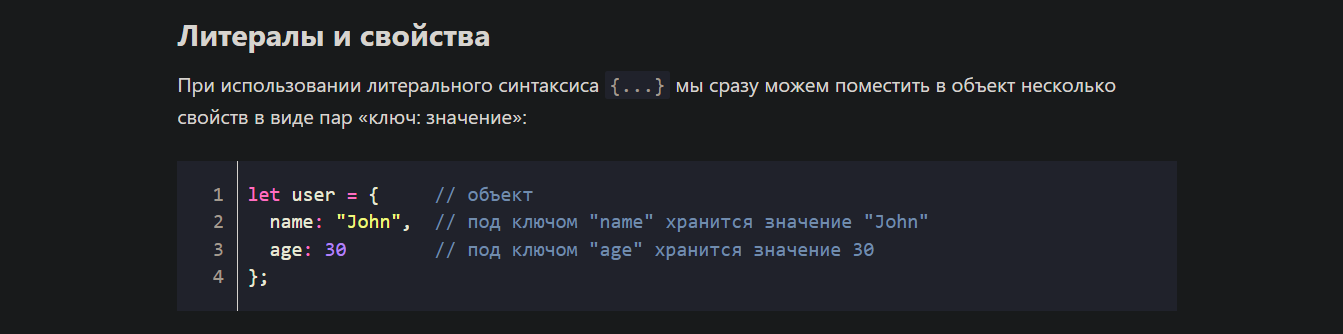 Литералы и свойства
При использовании литерального синтаксиса {...} мы сразу можем поместить в объект несколько
свойств в виде пар «ключ: значение»:
1 let user = {     // объект
2   name: "John",  // под ключом "name" хранится значение "John"
3   age: 30        // под ключом "age" хранится значение 30
4 };